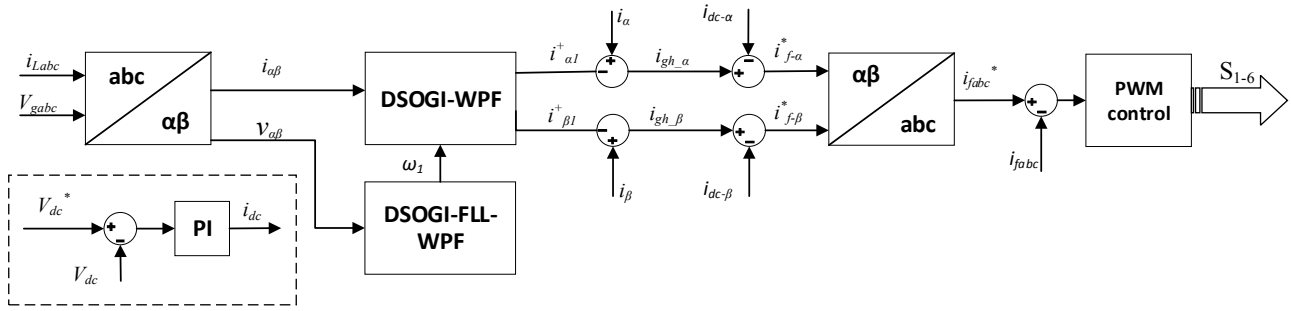 i_Labc
V_gabc
abc
αβ
i_αβ
v_αβ
DSOGI-WPF
ω_1
DSOGI-FLL-
WPF
i^+_α1
i^+_β1
i_α
i_β
i_gh_α
i_gh_β
i_dc-α
i_dc-β
i^*_f-α
i^*_f-β
αβ
abc
i_fabc^*
i_fabc
PWM
control
S_1-6
V_dc^*
V_dc
PI
i_dc